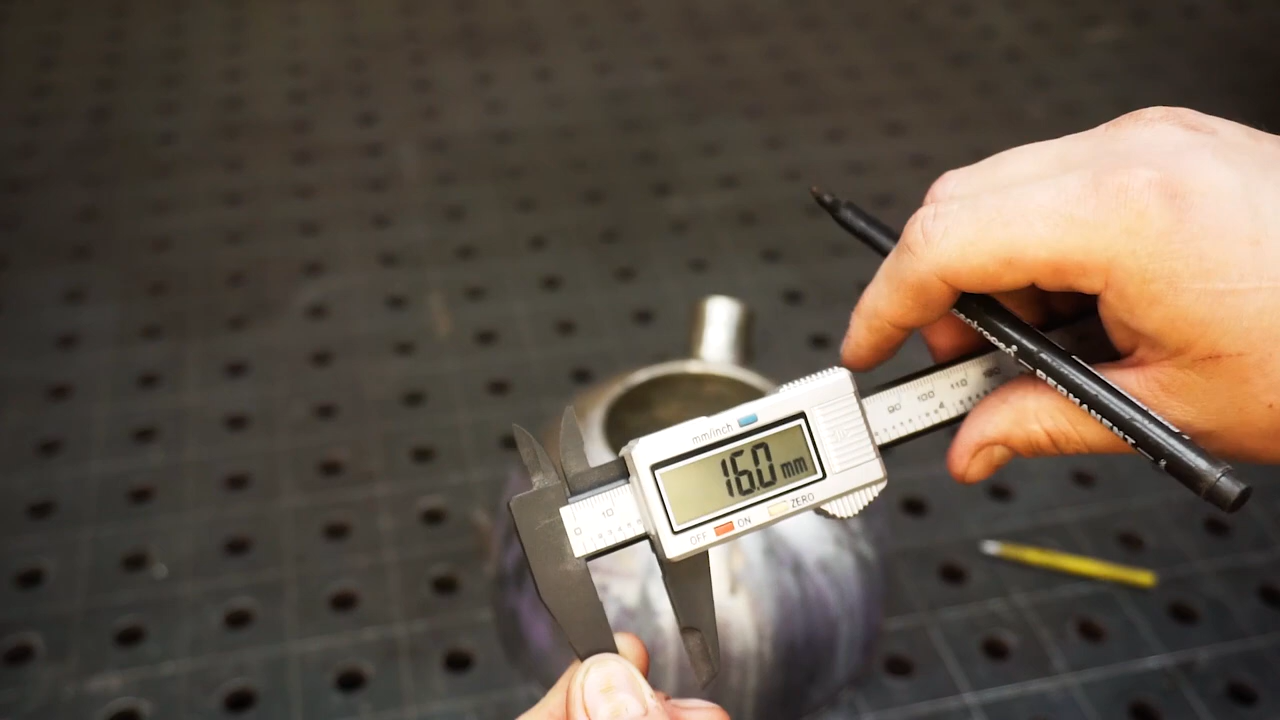 mm/inch
16.0 mm
OFF ON ZERO
0 10
90 100 110
PERMANENT